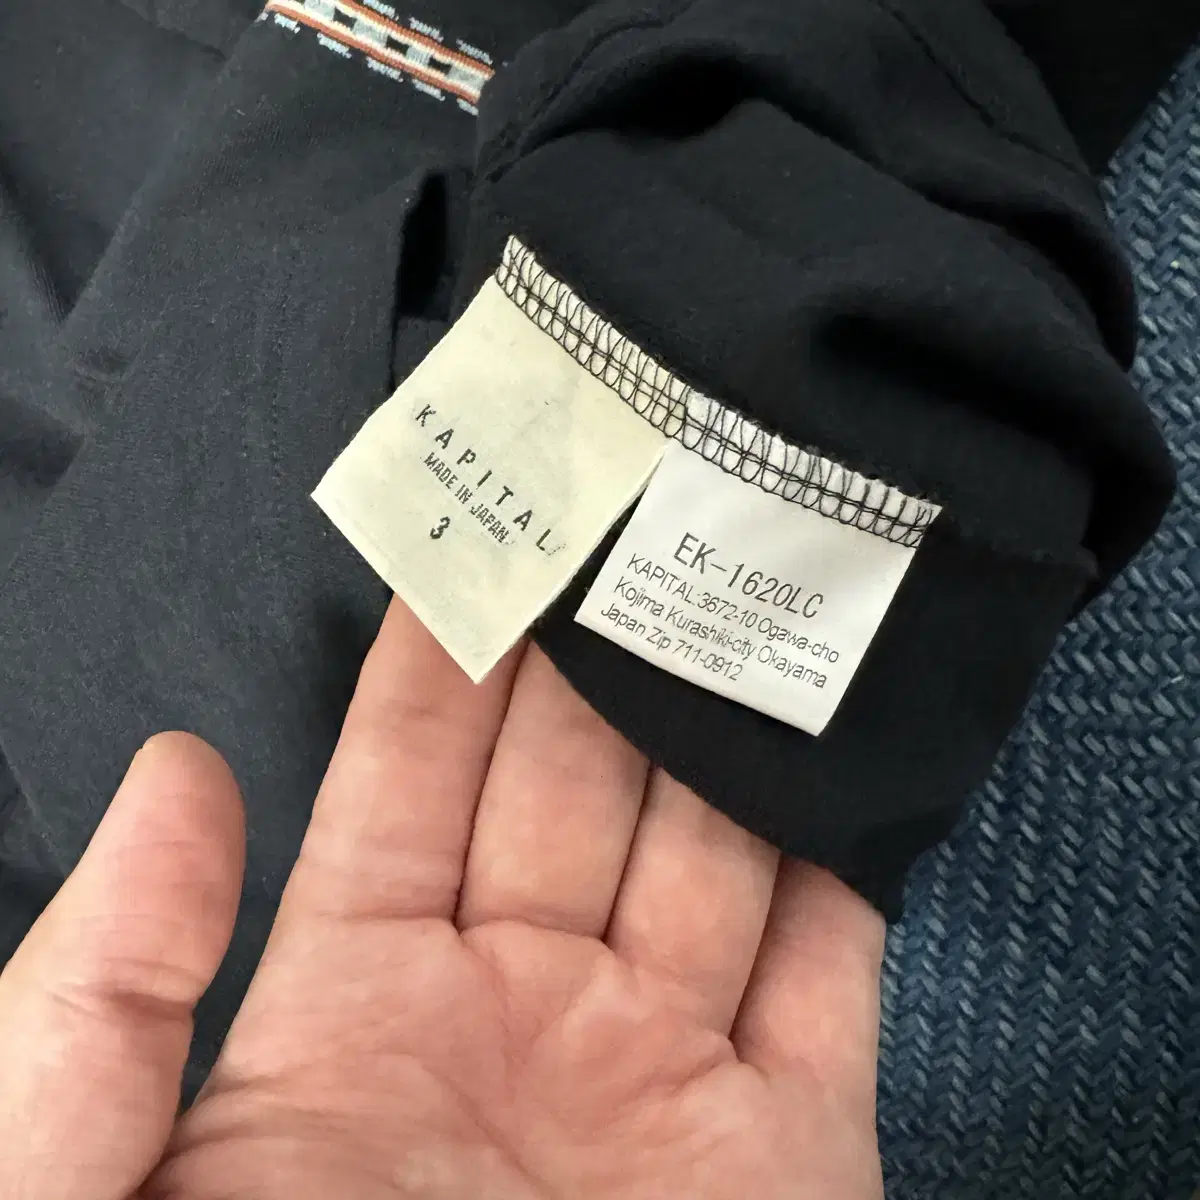 KAPITAL
MADE IN JAPAN
3
EK-1620LC
KAPITAL:3672-10 Ogawa-cho
Kojima Kurashiki-city Okayama
Japan Zip 711-0912